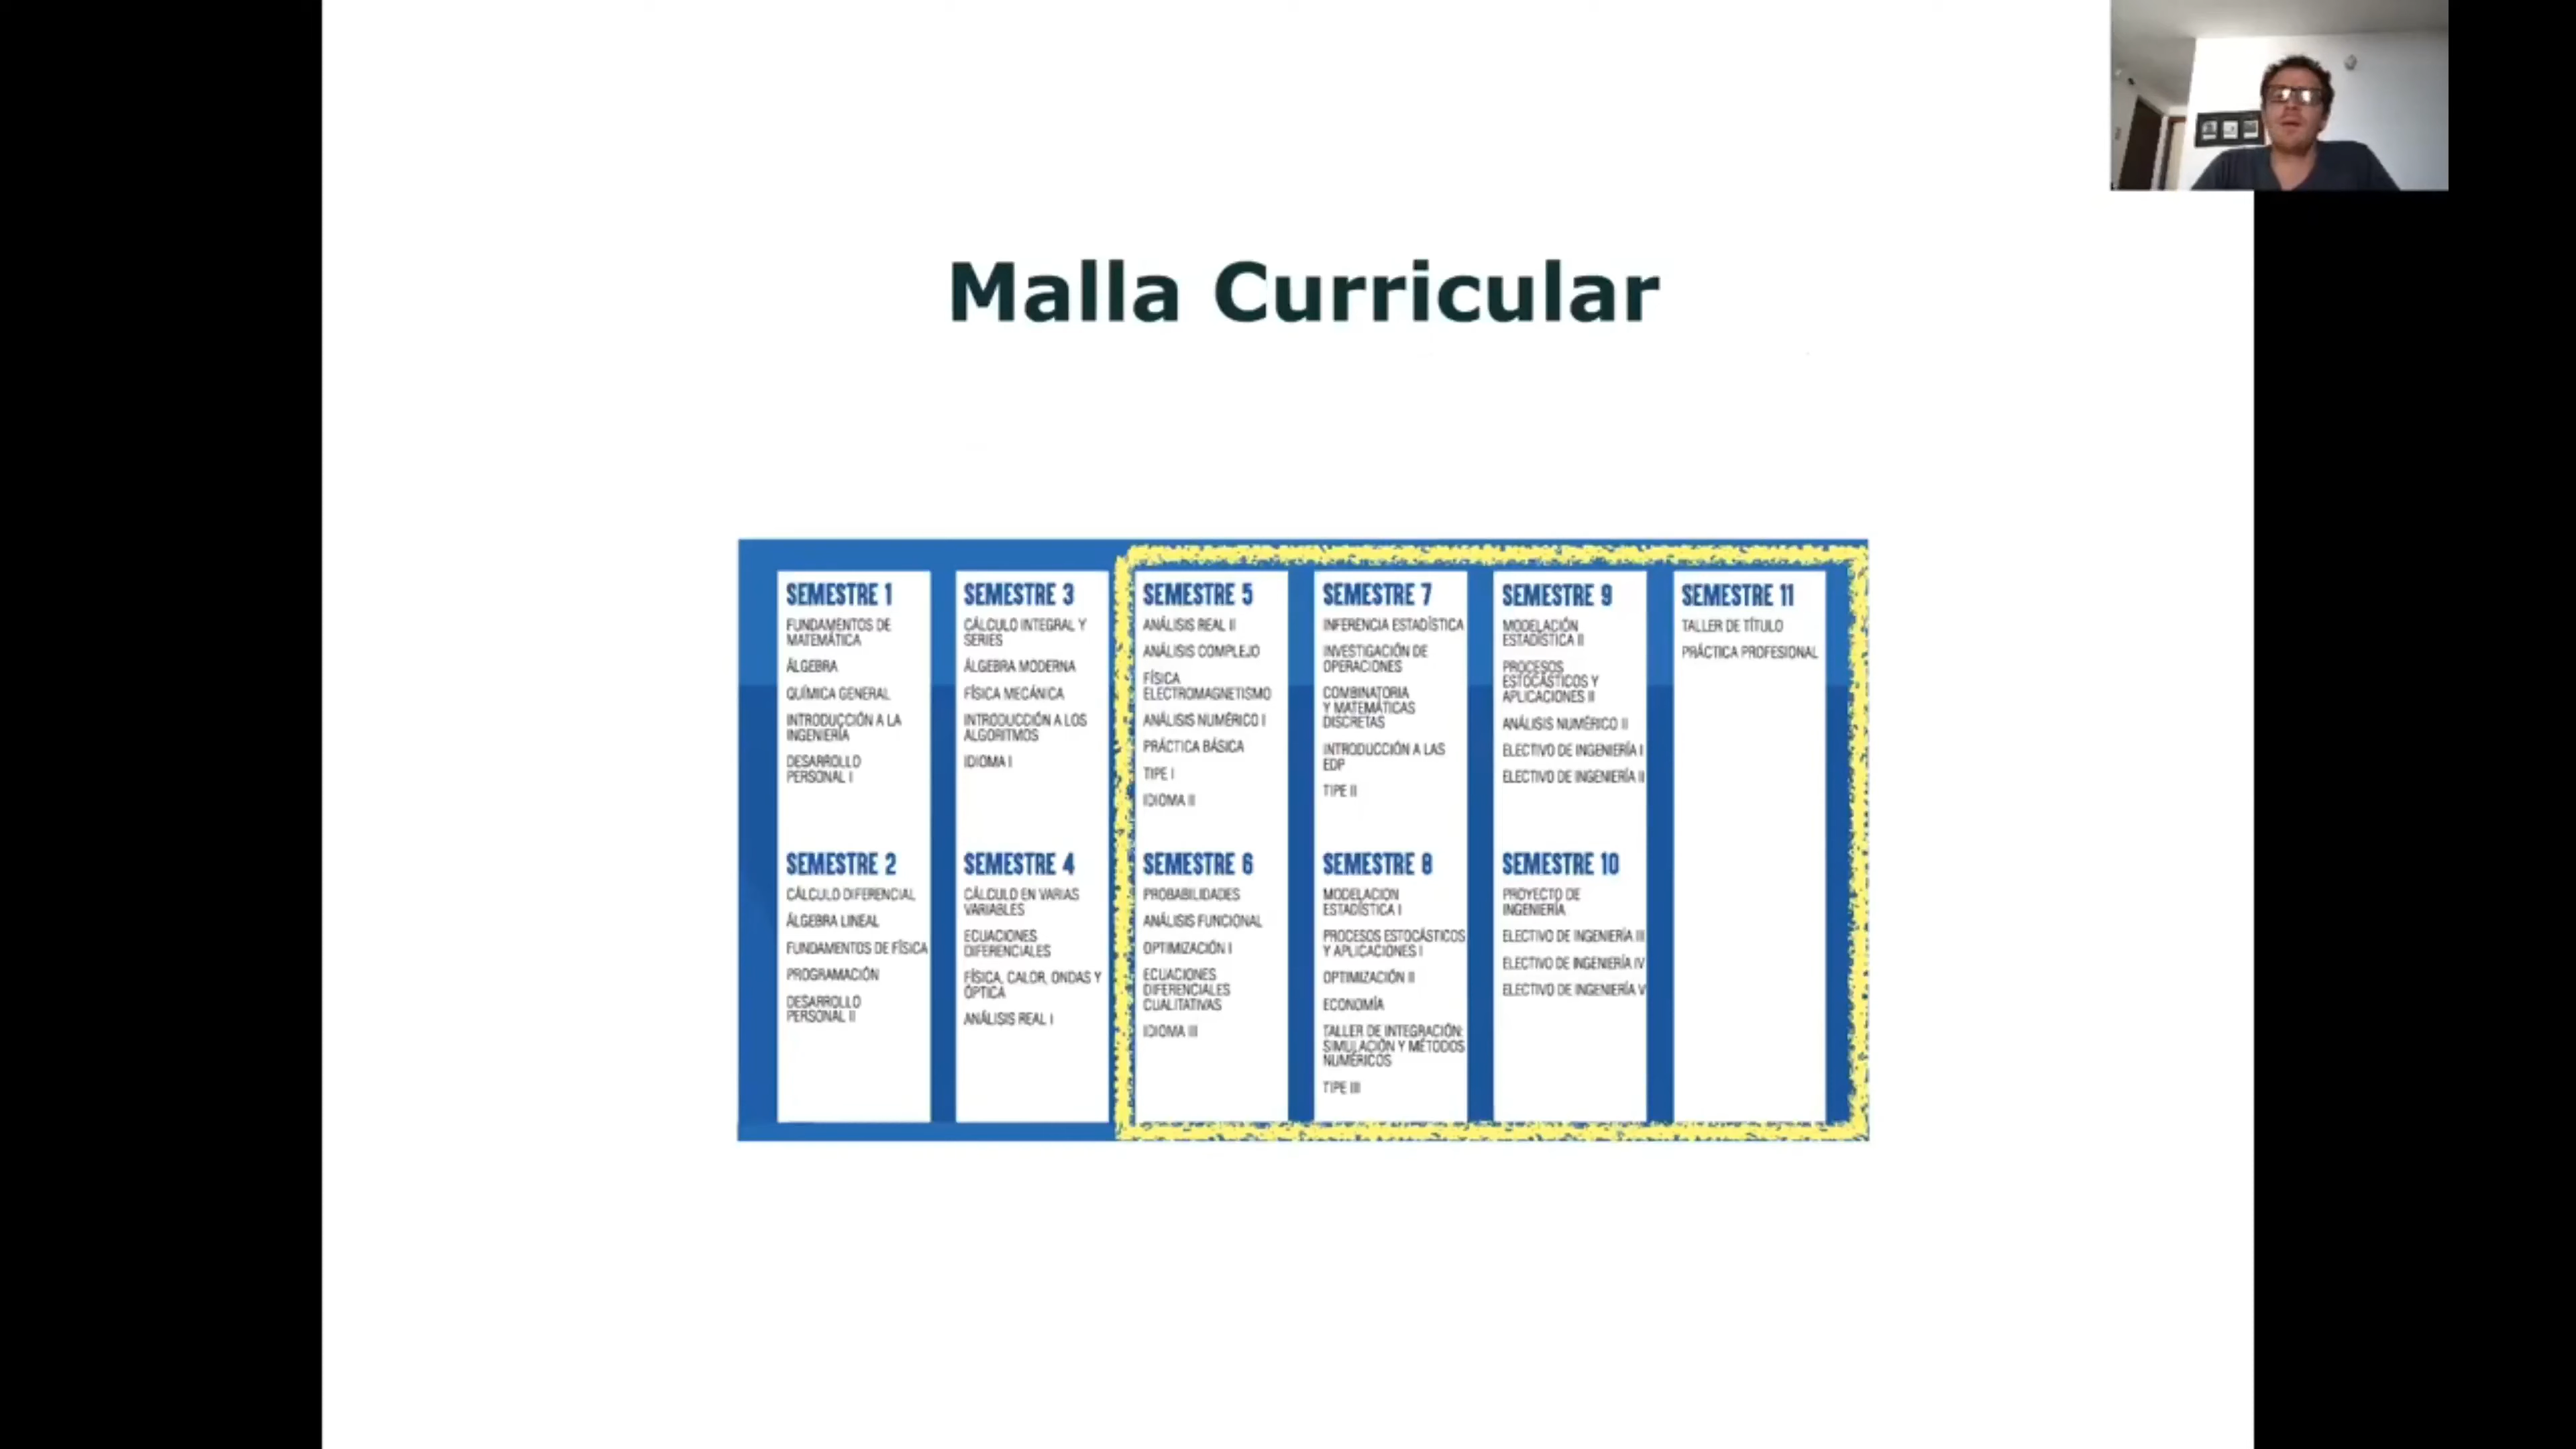 Malla Curricular
SEMESTRE 1
FUNDAMENTOS DE
MATEMÁTICA
ÁLGEBRA
QUÍMICA GENERAL
INTRODUCCIÓN A LA
INGENIERÍA
DESARROLLO
PERSONAL I
SEMESTRE 2
CÁLCULO DIFERENCIAL
ÁLGEBRA LINEAL
FUNDAMENTOS DE FÍSICA
PROGRAMACIÓN
DESARROLLO
PERSONAL II
SEMESTRE 3
CÁLCULO INTEGRAL Y
SERIES
ÁLGEBRA MODERNA
FÍSICA MECÁNICA
INTRODUCCIÓN A LOS
ALGORITMOS
IDIOMA I
SEMESTRE 4
CÁLCULO EN VARIAS
VARIABLES
ECUACIONES
DIFERENCIALES
FÍSICA, CALOR, ONDAS Y
ÓPTICA
ANÁLISIS REAL I
SEMESTRE 5
ANÁLISIS REAL II
ANÁLISIS COMPLEJO
FÍSICA
ELECTROMAGNETISMO
ANÁLISIS NUMÉRICO I
PRÁCTICA BÁSICA
TIPE I
IDIOMA II
SEMESTRE 6
PROBABILIDADES
ANÁLISIS FUNCIONAL
OPTIMIZACIÓN I
ECUACIONES
DIFERENCIALES
CUALITATIVAS
IDIOMA III
SEMESTRE 7
INFERENCIA ESTADÍSTICA
INVESTIGACIÓN DE
OPERACIONES
COMBINATORIA
Y MATEMÁTICAS
DISCRETAS
INTRODUCCIÓN A LAS
EDP
TIPE II
SEMESTRE 8
MODELACION
ESTADÍSTICA I
PROCESOS ESTOCÁSTICOS
Y APLICACIONES I
OPTIMIZACIÓN II
ECONOMÍA
TALLER DE INTEGRACIÓN:
SIMULACIÓN Y MÉTODOS
NUMÉRICOS
TIPE III
SEMESTRE 9
MODELACIÓN
ESTADÍSTICA II
PROCESOS
ESTOCÁSTICOS Y
APLICACIONES II
ANÁLISIS NUMÉRICO II
ELECTIVO DE INGENIERÍA I
ELECTIVO DE INGENIERÍA II
SEMESTRE 10
PROYECTO DE
INGENIERÍA
ELECTIVO DE INGENIERÍA III
ELECTIVO DE INGENIERÍA IV
ELECTIVO DE INGENIERÍA V
SEMESTRE 11
TALLER DE TÍTULO
PRÁCTICA PROFESIONAL